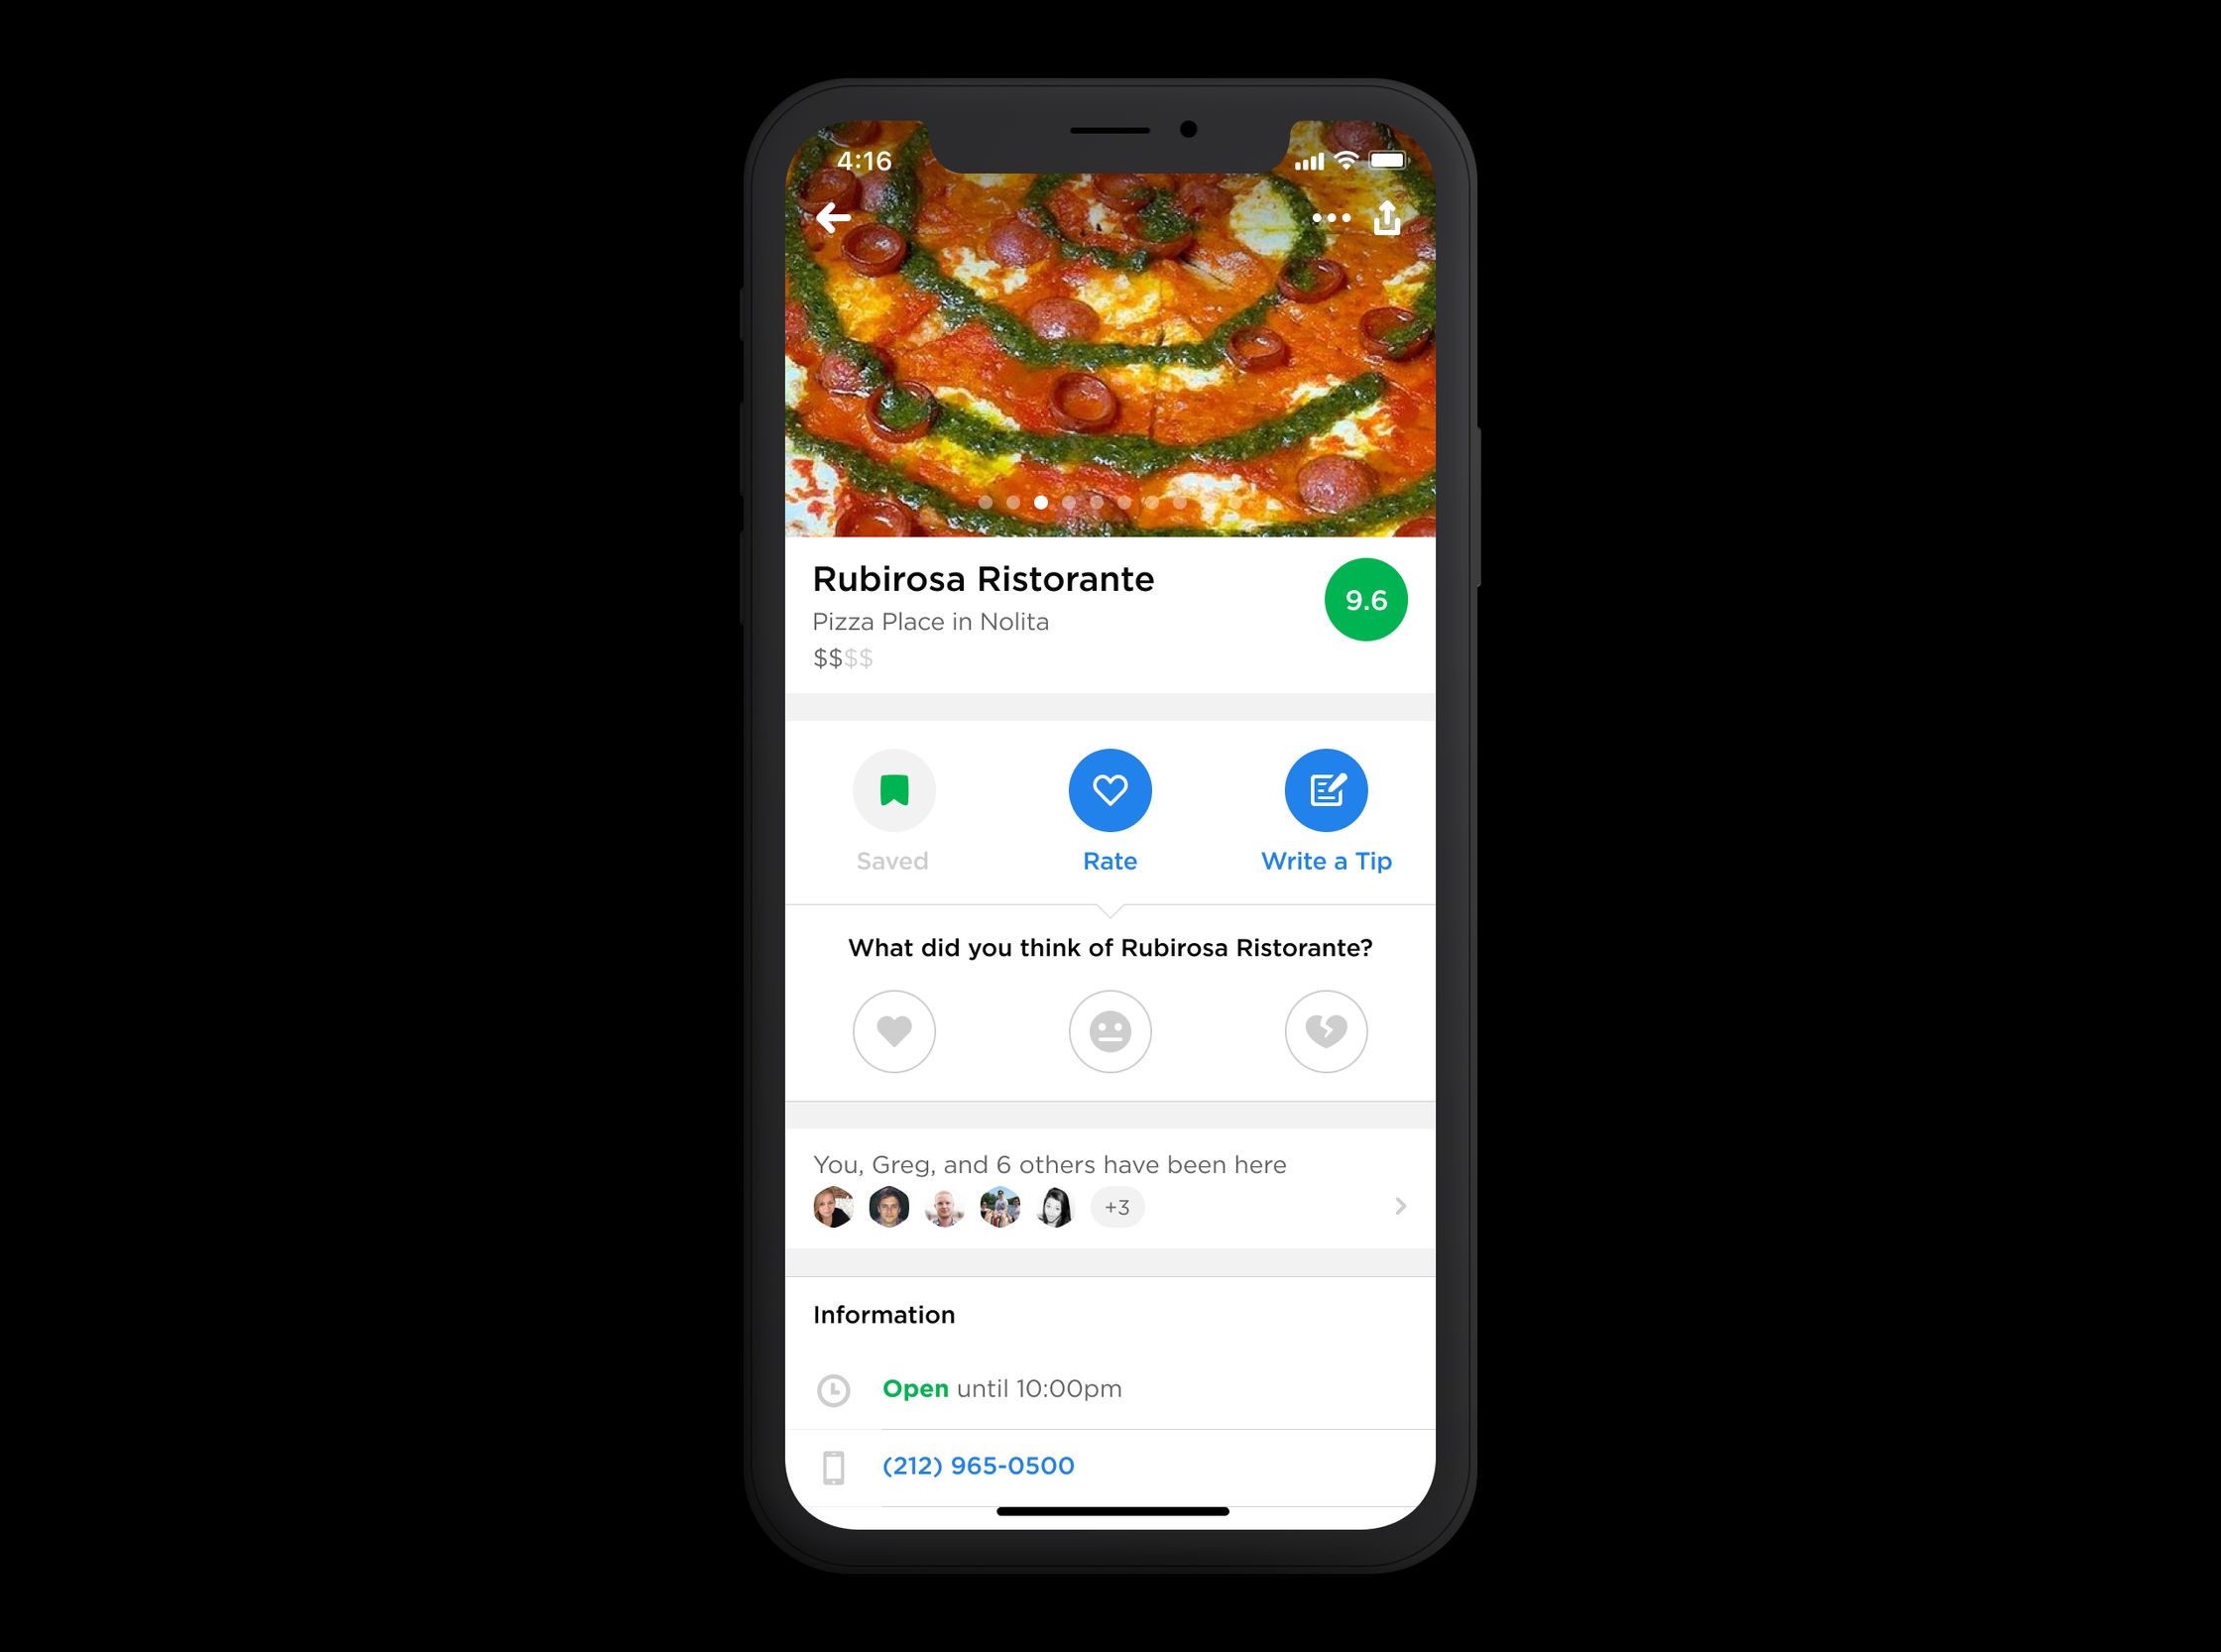 4:16
Rubirosa Ristorante
9.6
Pizza Place in Nolita
$$$$
Saved
Rate
Write a Tip
What did you think of Rubirosa Ristorante?
You, Greg, and 6 others have been here
+3
Information
Open until 10:00pm
(212) 965-0500